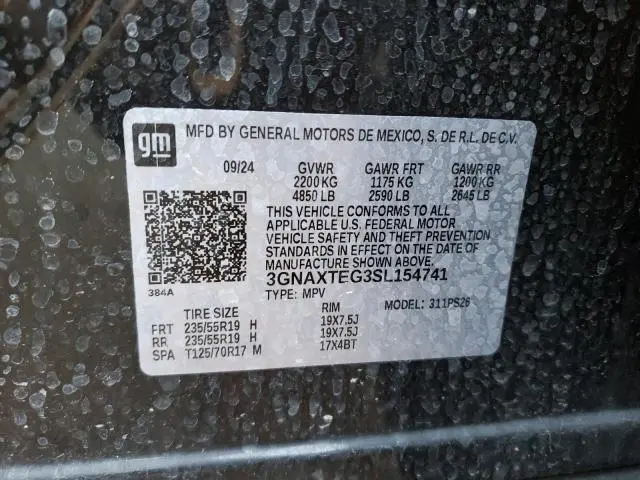 gm
MFD BY GENERAL MOTORS DE MEXICO, S. DE R.L. DE C.V.
09/24 GVWR GAWR FRT GAWR RR
2200 KG 1175 KG 1200 KG
4850 LB 2590 LB 2645 LB
THIS VEHICLE CONFORMS TO ALL
APPLICABLE U.S. FEDERAL MOTOR
VEHICLE SAFETY AND THEFT PREVENTION
STANDARDS IN EFFECT ON THE DATE OF
MANUFACTURE SHOWN ABOVE.
3GNAXTEG3SL154741
384A
TYPE: MPV MODEL: 311PS26
TIRE SIZE RIM
FRT 235/55R19 H 19X7.5J
RR 235/55R19 H 19X7.5J
SPA T125/70R17 M 17X4BT